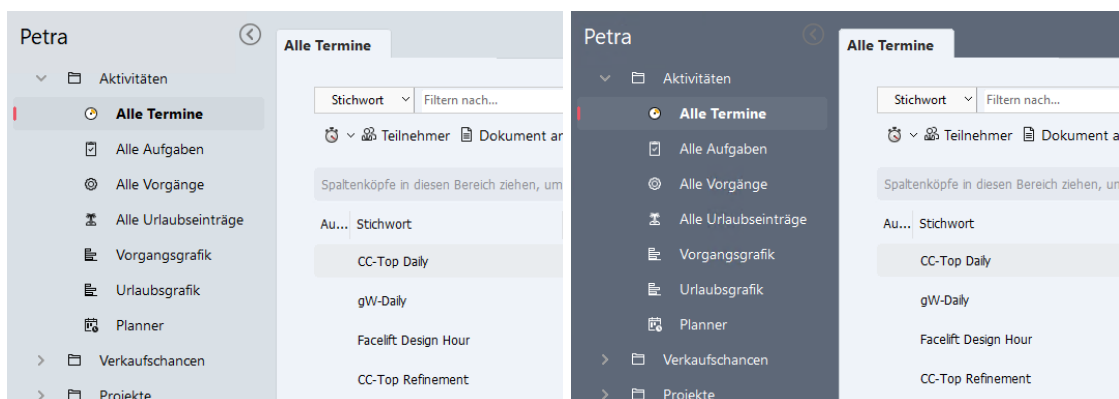 Petra
Alle Termine
Aktivitäten
Alle Termine
Stichwort
Filtern nach...
Teilnehmer
Dokument an
Alle Aufgaben
Alle Vorgänge
Spaltenköpfe in diesen Bereich ziehen, um
Alle Urlaubseinträge
Au...
Stichwort
Vorgangsgrafik
CC-Top Daily
Urlaubsgrafik
gW-Daily
Planner
Facelift Design Hour
Verkaufschancen
CC-Top Refinement
Projekte
Petra
Alle Termine
Aktivitäten
Alle Termine
Stichwort
Filtern nach...
Teilnehmer
Dokument a
Alle Aufgaben
Alle Vorgänge
Spaltenköpfe in diesen Bereich ziehen, un
Alle Urlaubseinträge
Au...
Stichwort
Vorgangsgrafik
CC-Top Daily
Urlaubsgrafik
gW-Daily
Planner
Facelift Design Hour
Verkaufschancen
CC-Top Refinement
Projekte